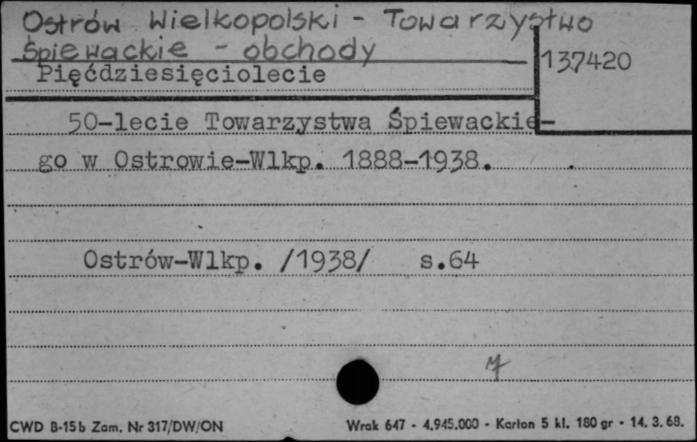 Ostrów Wielkopolski - Towarzystwo
Śpiewackie - obchody
137420
Pięćdziesięciolecie
50-lecie Towarzystwa Śpiewackie-
go w Ostrowie-Wlkp. 1888-1938.
Ostrów-Wlkp. /1938/ s.64
CWD B-15b Zam. Nr 317/DW/ON
Wrak 647 - 4.945.000 - Karton 5 kl. 180 gr - 14. 3. 68.